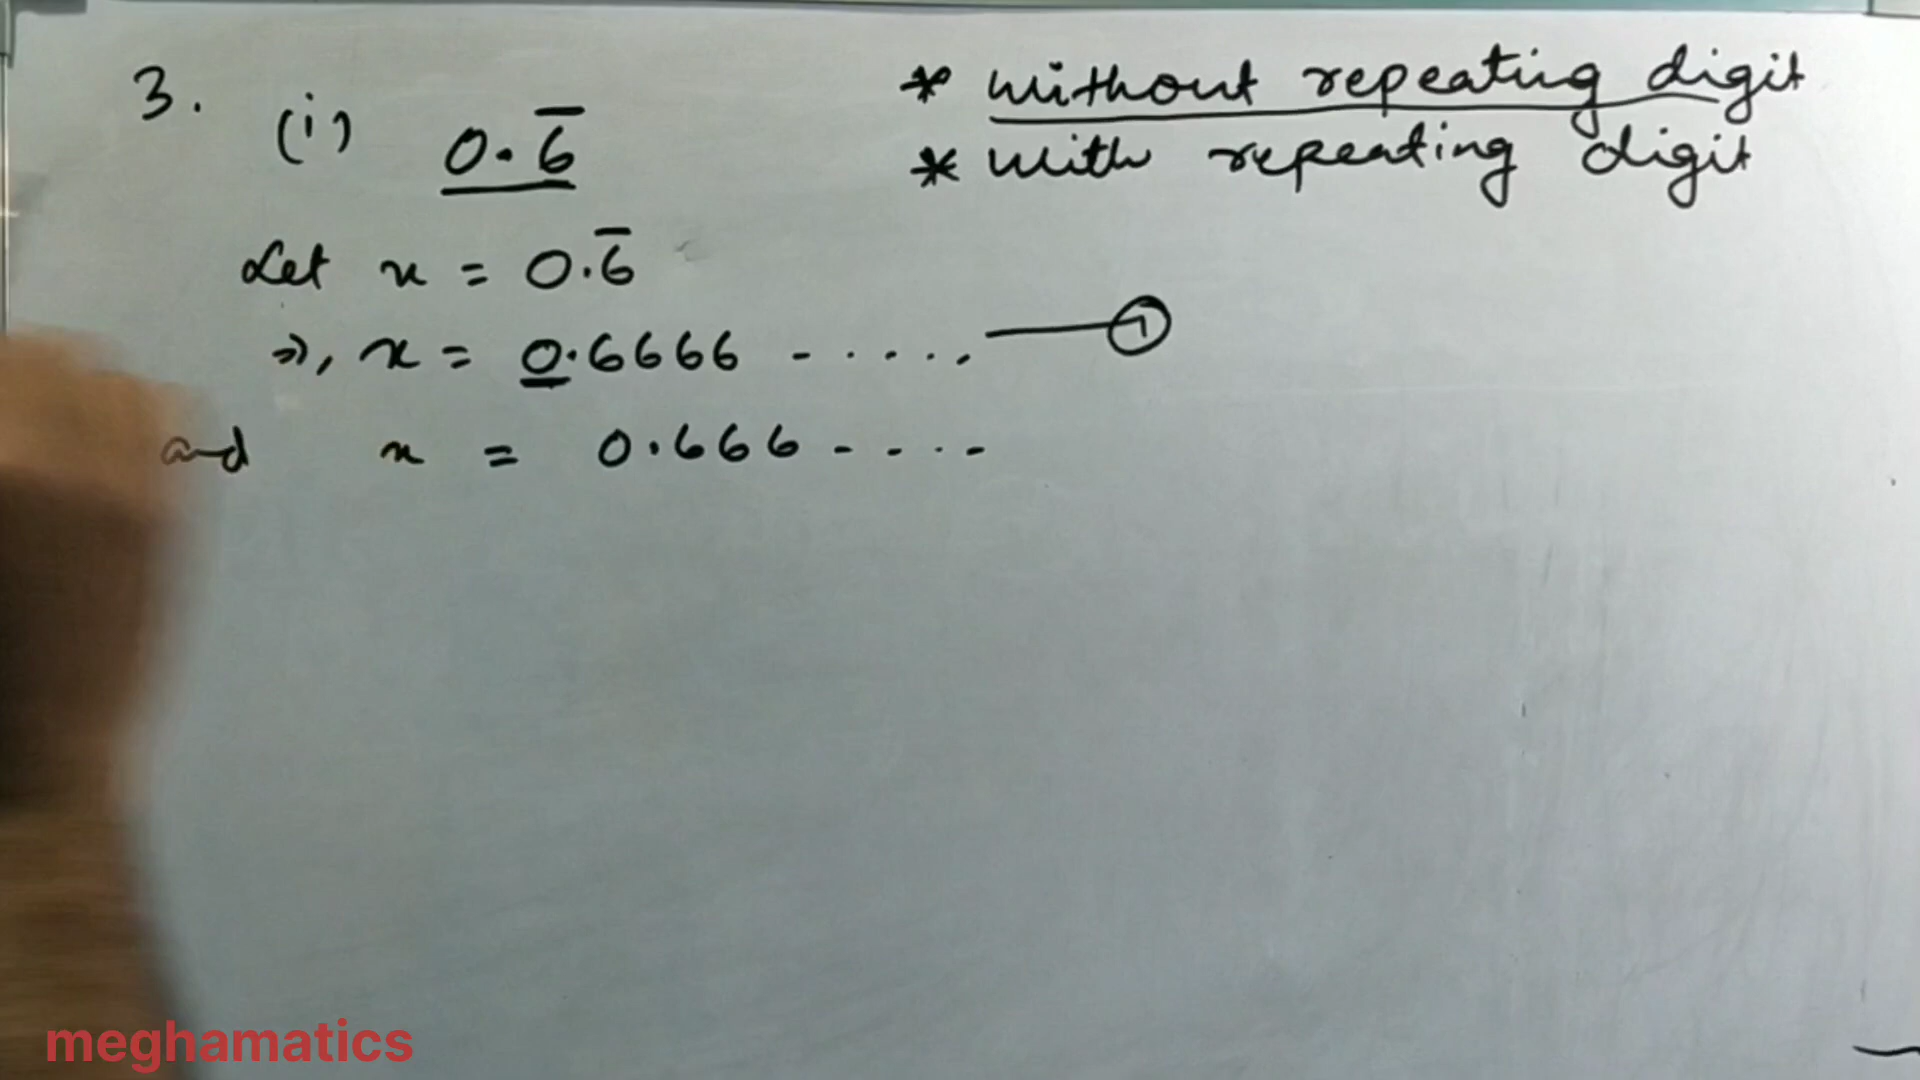 3. (i) 0.6̅
* without repeating digit
* with repeating digit
Let x = 0.6̅
⇒, x = 0.6666 - . . . . . —— ①
and x = 0.666 - - . -
meghamatics